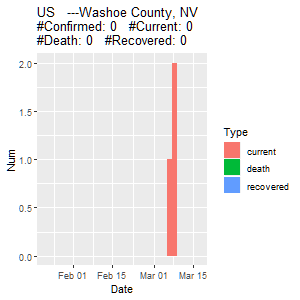 US   ---Washoe County, NV
#Confirmed: 0   #Current: 0
#Death: 0   #Recovered: 0
2.0
1.5
1.0
0.5
0.0
Num
Feb 01
Feb 15
Mar 01
Mar 15
Date
Type
current
death
recovered